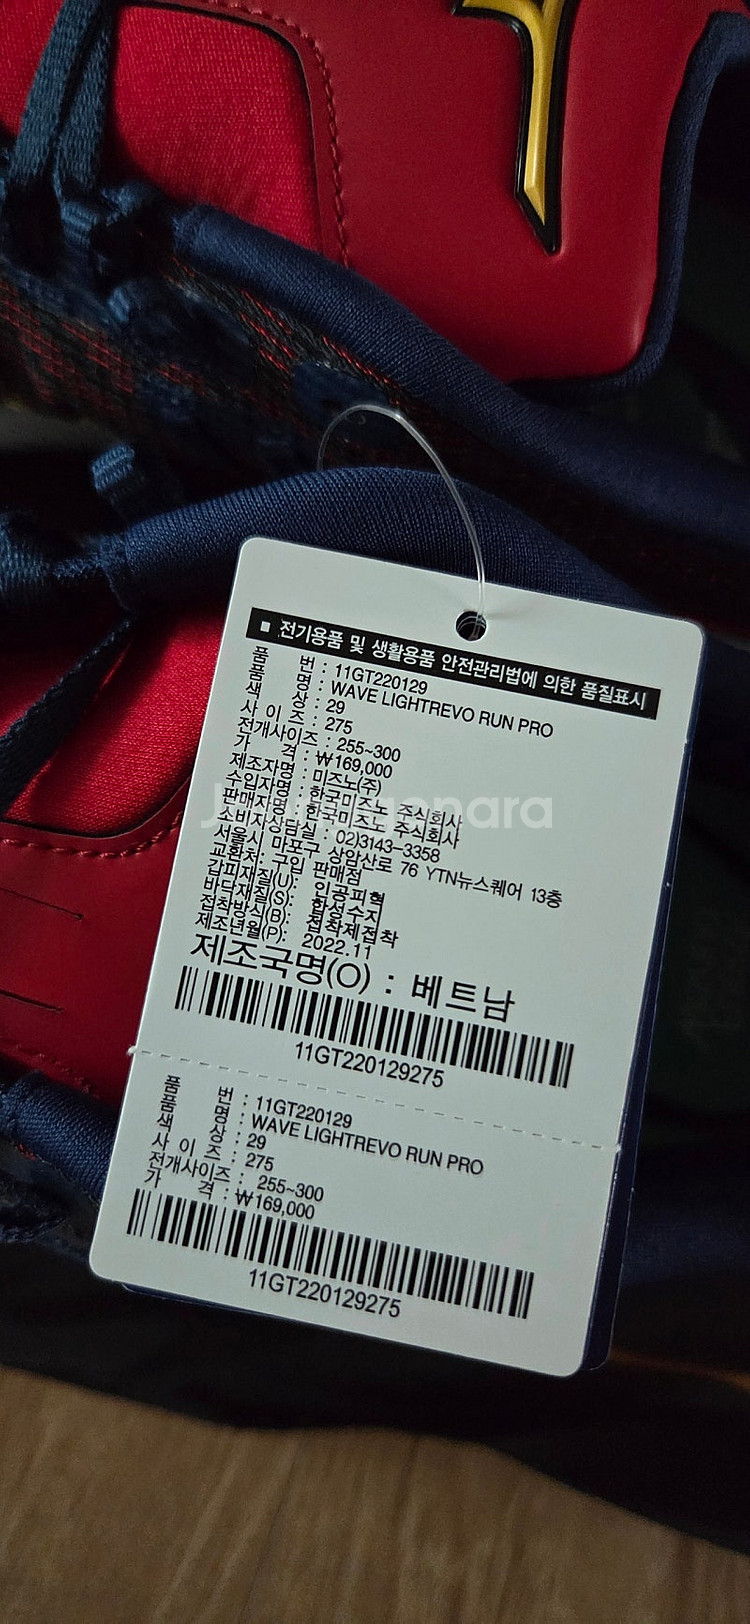 ■ 전기용품 및 생활용품 안전관리법에 의한 품질표시
품 번 : 11GT220129
품 명 : WAVE LIGHTREVO RUN PRO
색 상 : 29
사 이 즈 : 275
전개사이즈 : 255~300
가 격 : ₩169,000
제조자명 : 미즈노(주)
수입자명 : 한국미즈노 주식회사
판매자명 : 한국미즈노 주식회사
Joonggonara
소비자상담실 : 02)3143-3358
서울시 마포구 상암산로 76 YTN뉴스퀘어 13층
교환처: 구입 판매점
갑피재질(U): 인공피혁
바닥재질(S): 합성수지
접착방식(B): 접착제접착
제조년월(P): 2022.11
제조국명(O) : 베트남
11GT220129275
품 번 : 11GT220129
품 명 : WAVE LIGHTREVO RUN PRO
색 상 : 29
사 이 즈 : 275
전개사이즈 : 255~300
가 격 : ₩169,000
11GT220129275